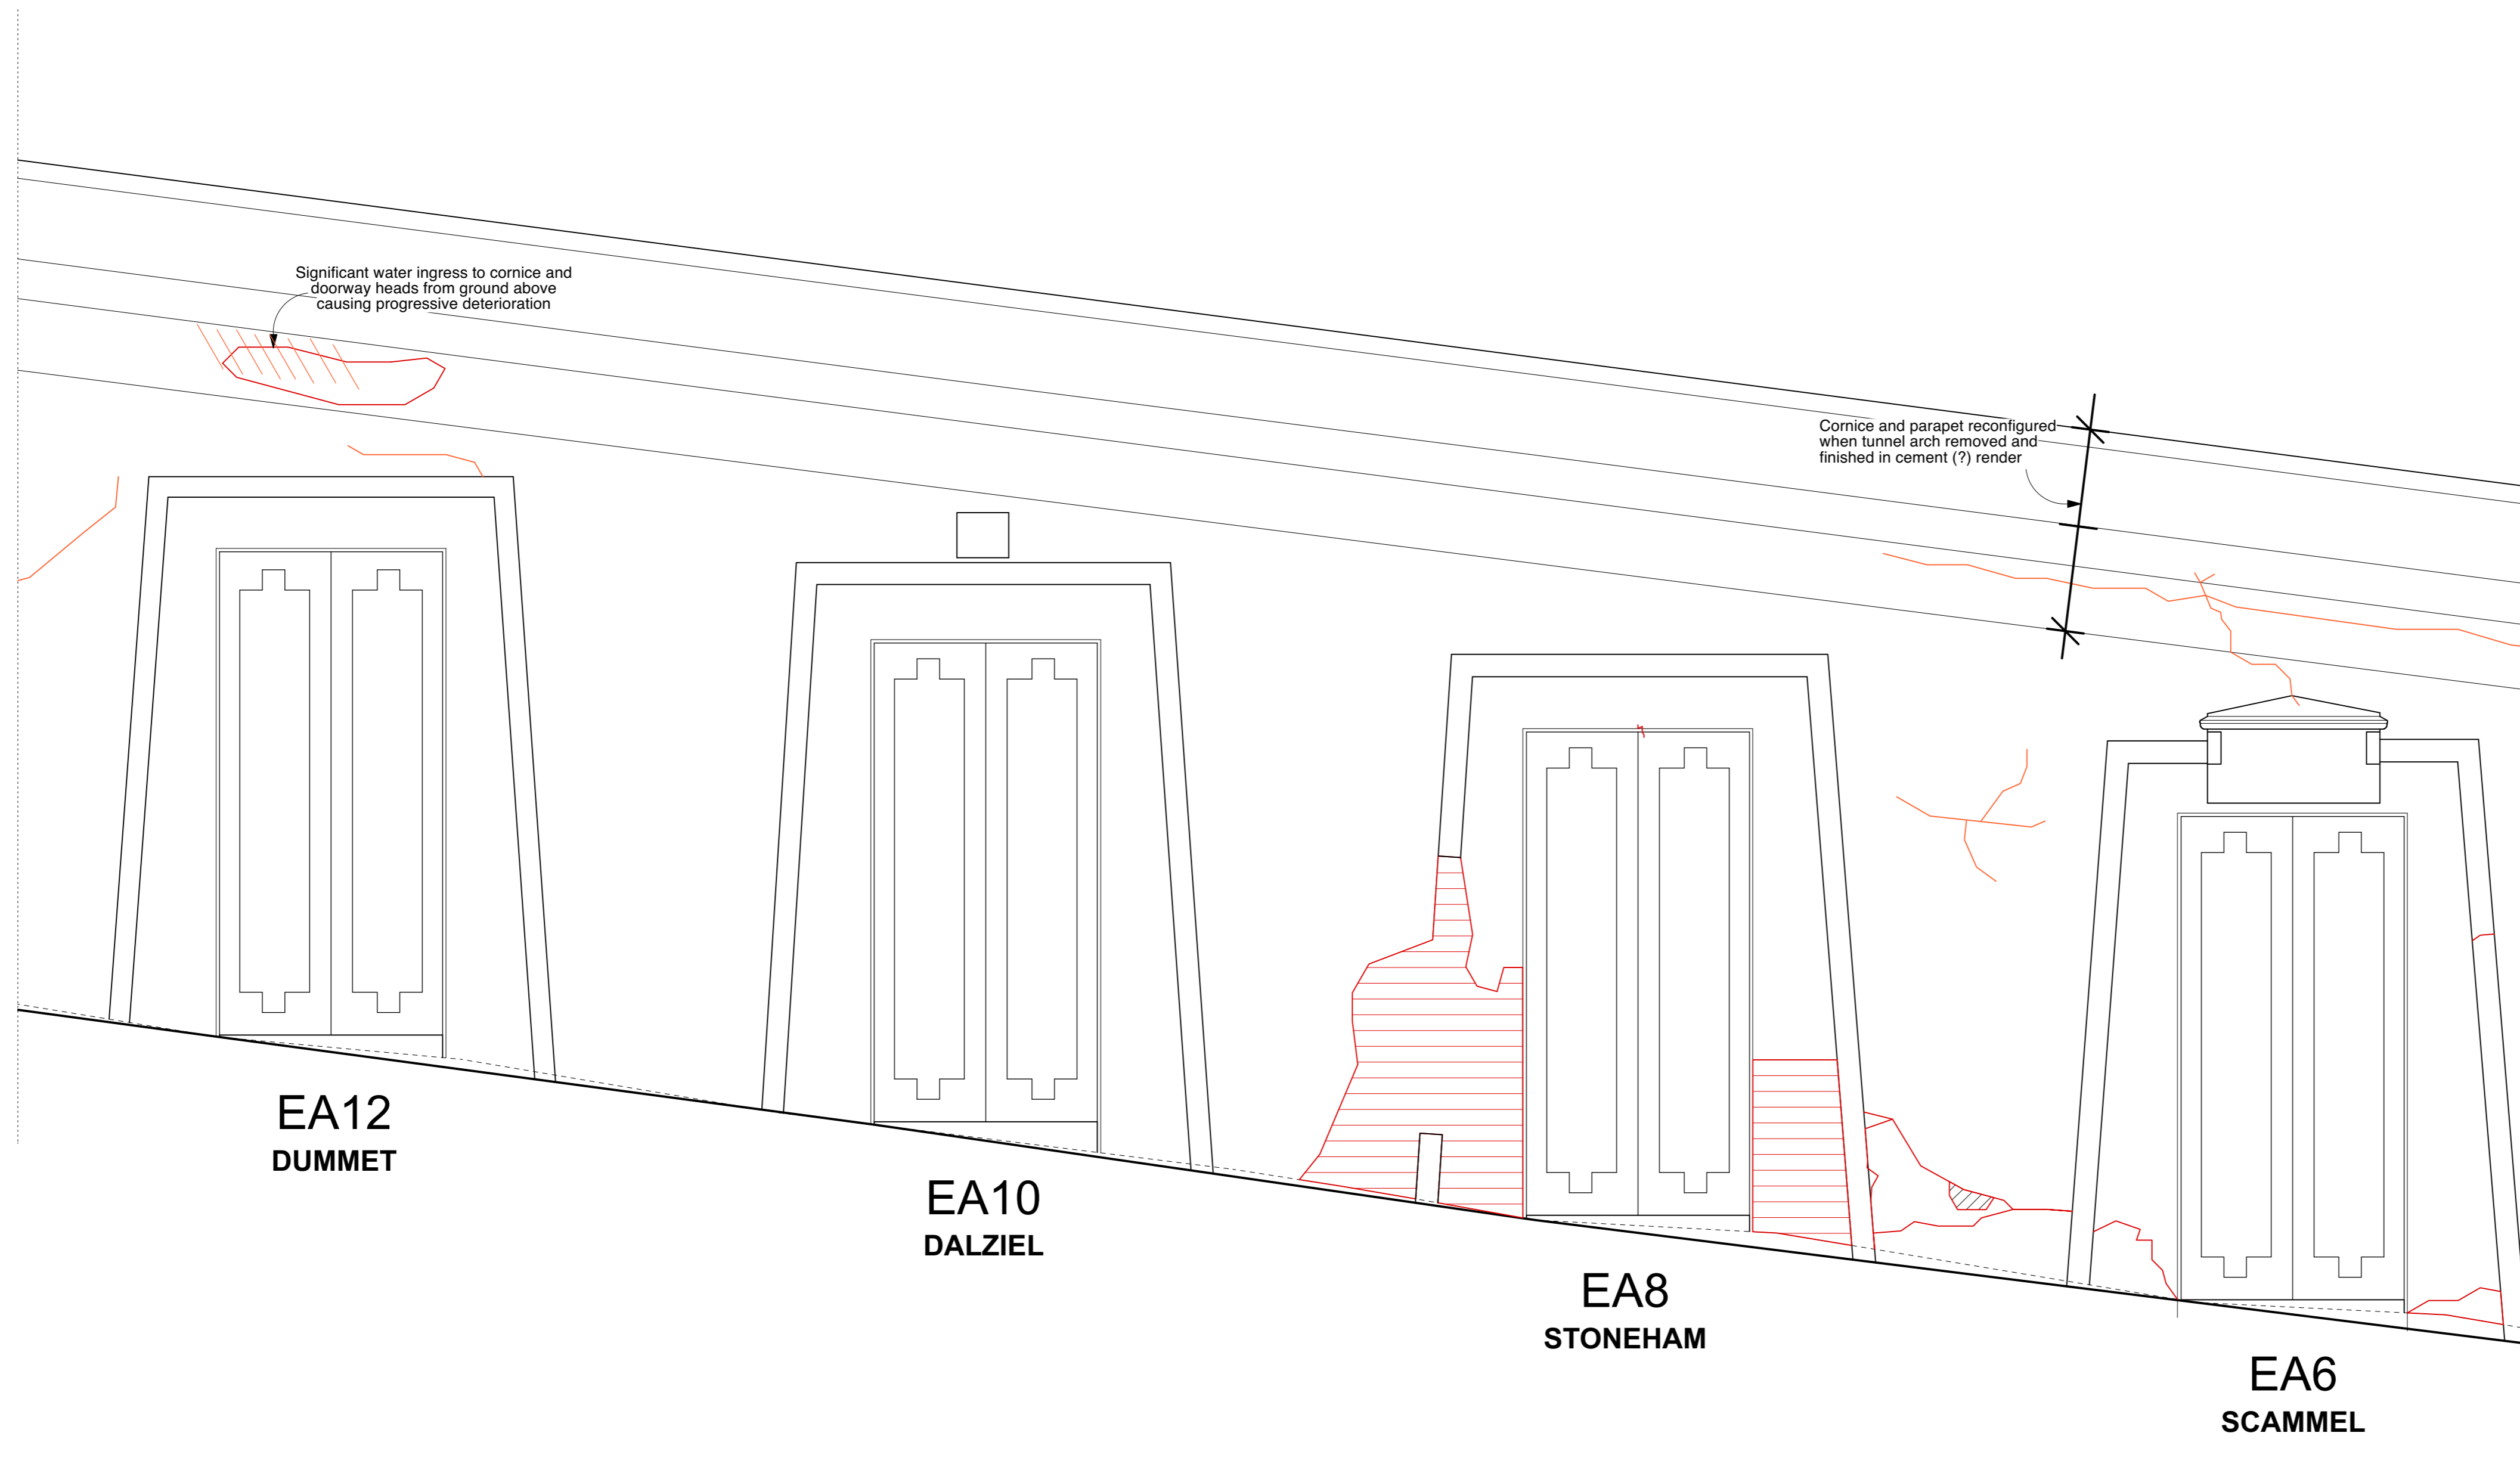 Significant water ingress to cornice and
doorway heads from ground above
causing progressive deterioration
Cornice and parapet reconfigured
when tunnel arch removed and
finished in cement (?) render
EA12
DUMMET
EA10
DALZIEL
EA8
STONEHAM
EA6
SCAMMEL